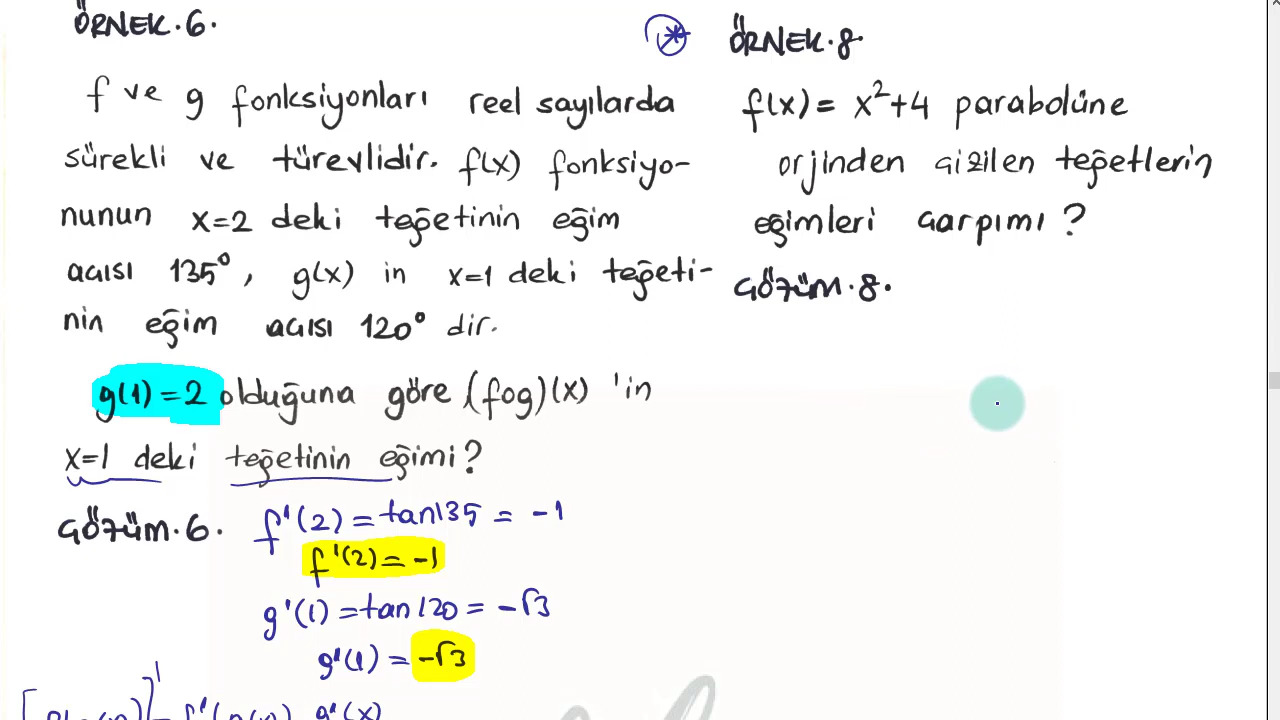 ÖRNEK.6.
f ve g fonksiyonları reel sayılarda
sürekli ve türevlidir. f(x) fonksiyo-
nunun x=2 deki teğetinin eğim
açısı 135°, g(x) in x=1 deki teğeti-
nin eğim açısı 120° dir.
g(1)=2 olduğuna göre (fog)(x) 'in
x=1 deki teğetinin eğimi?
ÇÖZÜM.6.
f'(2)=tan135=-1
f'(2)=-1
g'(1)=tan120=-√3
g'(1)=-√3
ÖRNEK.8.
f(x)=x²+4 parabolüne
orjinden çizilen teğetlerin
eğimleri çarpımı?
ÇÖZÜM.8.